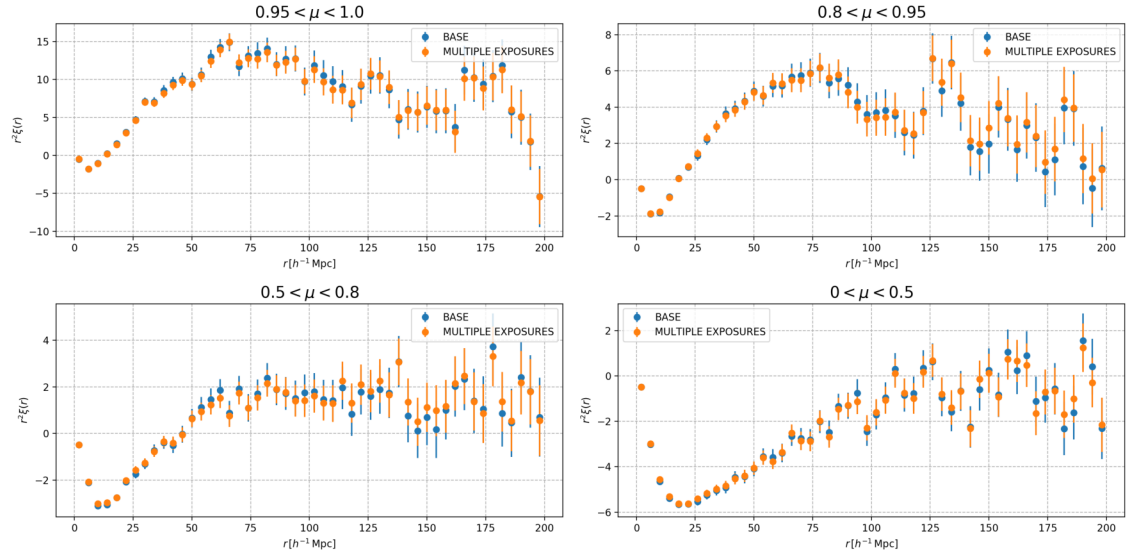 0.95 < μ < 1.0
15
10
5
0
−5
−10
r²ξ(r)
BASE
MULTIPLE EXPOSURES
0 25 50 75 100 125 150 175 200
r [h⁻¹ Mpc]
0.8 < μ < 0.95
8
6
4
2
0
−2
r²ξ(r)
BASE
MULTIPLE EXPOSURES
0 25 50 75 100 125 150 175 200
r [h⁻¹ Mpc]
0.5 < μ < 0.8
4
2
0
−2
r²ξ(r)
BASE
MULTIPLE EXPOSURES
0 25 50 75 100 125 150 175 200
r [h⁻¹ Mpc]
0 < μ < 0.5
2
0
−2
−4
−6
r²ξ(r)
BASE
MULTIPLE EXPOSURES
0 25 50 75 100 125 150 175 200
r [h⁻¹ Mpc]